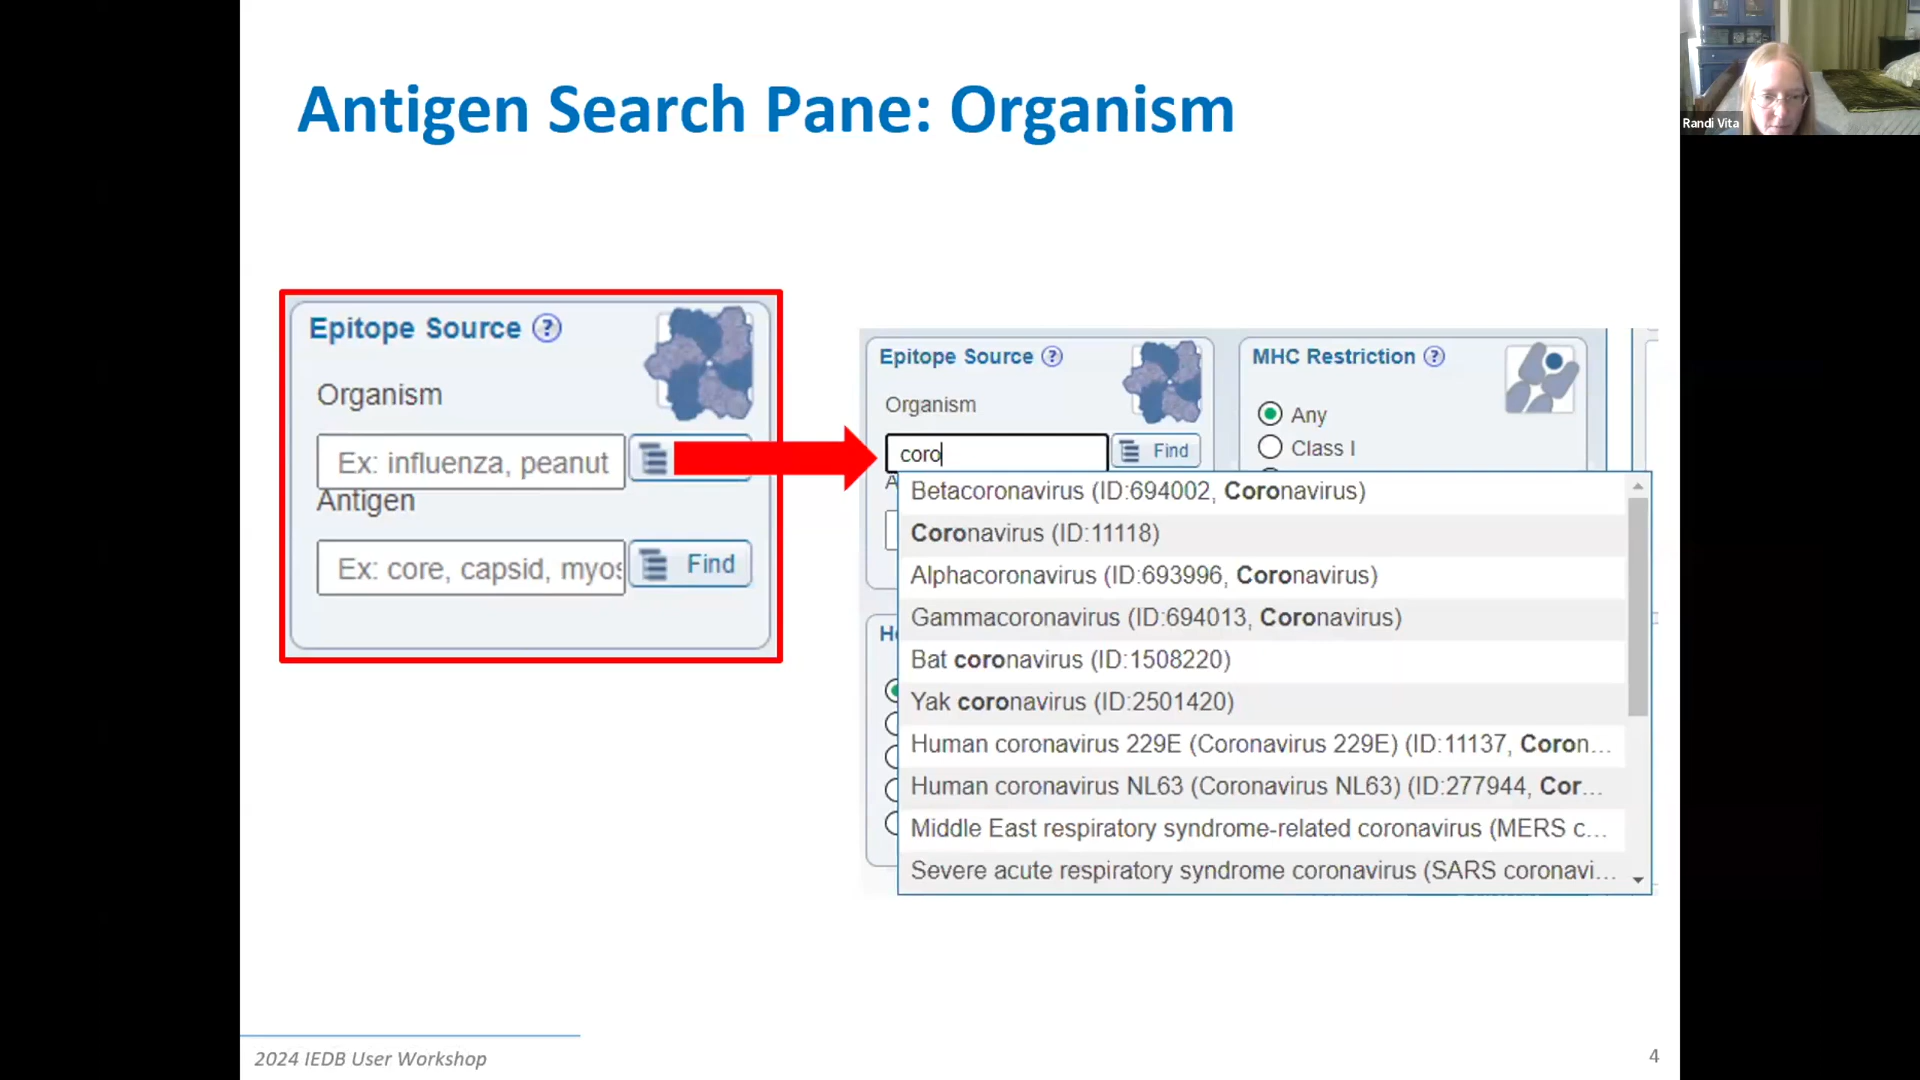 Antigen Search Pane: Organism
Randi Vita
Epitope Source ?
Organism
Ex: influenza, peanut
Antigen
Ex: core, capsid, myos
Find
Epitope Source ?
Organism
coro
Find
MHC Restriction ?
Any
Class I
A
Betacoronavirus (ID:694002, Coronavirus)
Coronavirus (ID:11118)
Alphacoronavirus (ID:693996, Coronavirus)
Gammacoronavirus (ID:694013, Coronavirus)
H
Bat coronavirus (ID:1508220)
Yak coronavirus (ID:2501420)
Human coronavirus 229E (Coronavirus 229E) (ID:11137, Coron...
Human coronavirus NL63 (Coronavirus NL63) (ID:277944, Cor...
Middle East respiratory syndrome-related coronavirus (MERS c...
Severe acute respiratory syndrome coronavirus (SARS coronavi...
2024 IEDB User Workshop
4